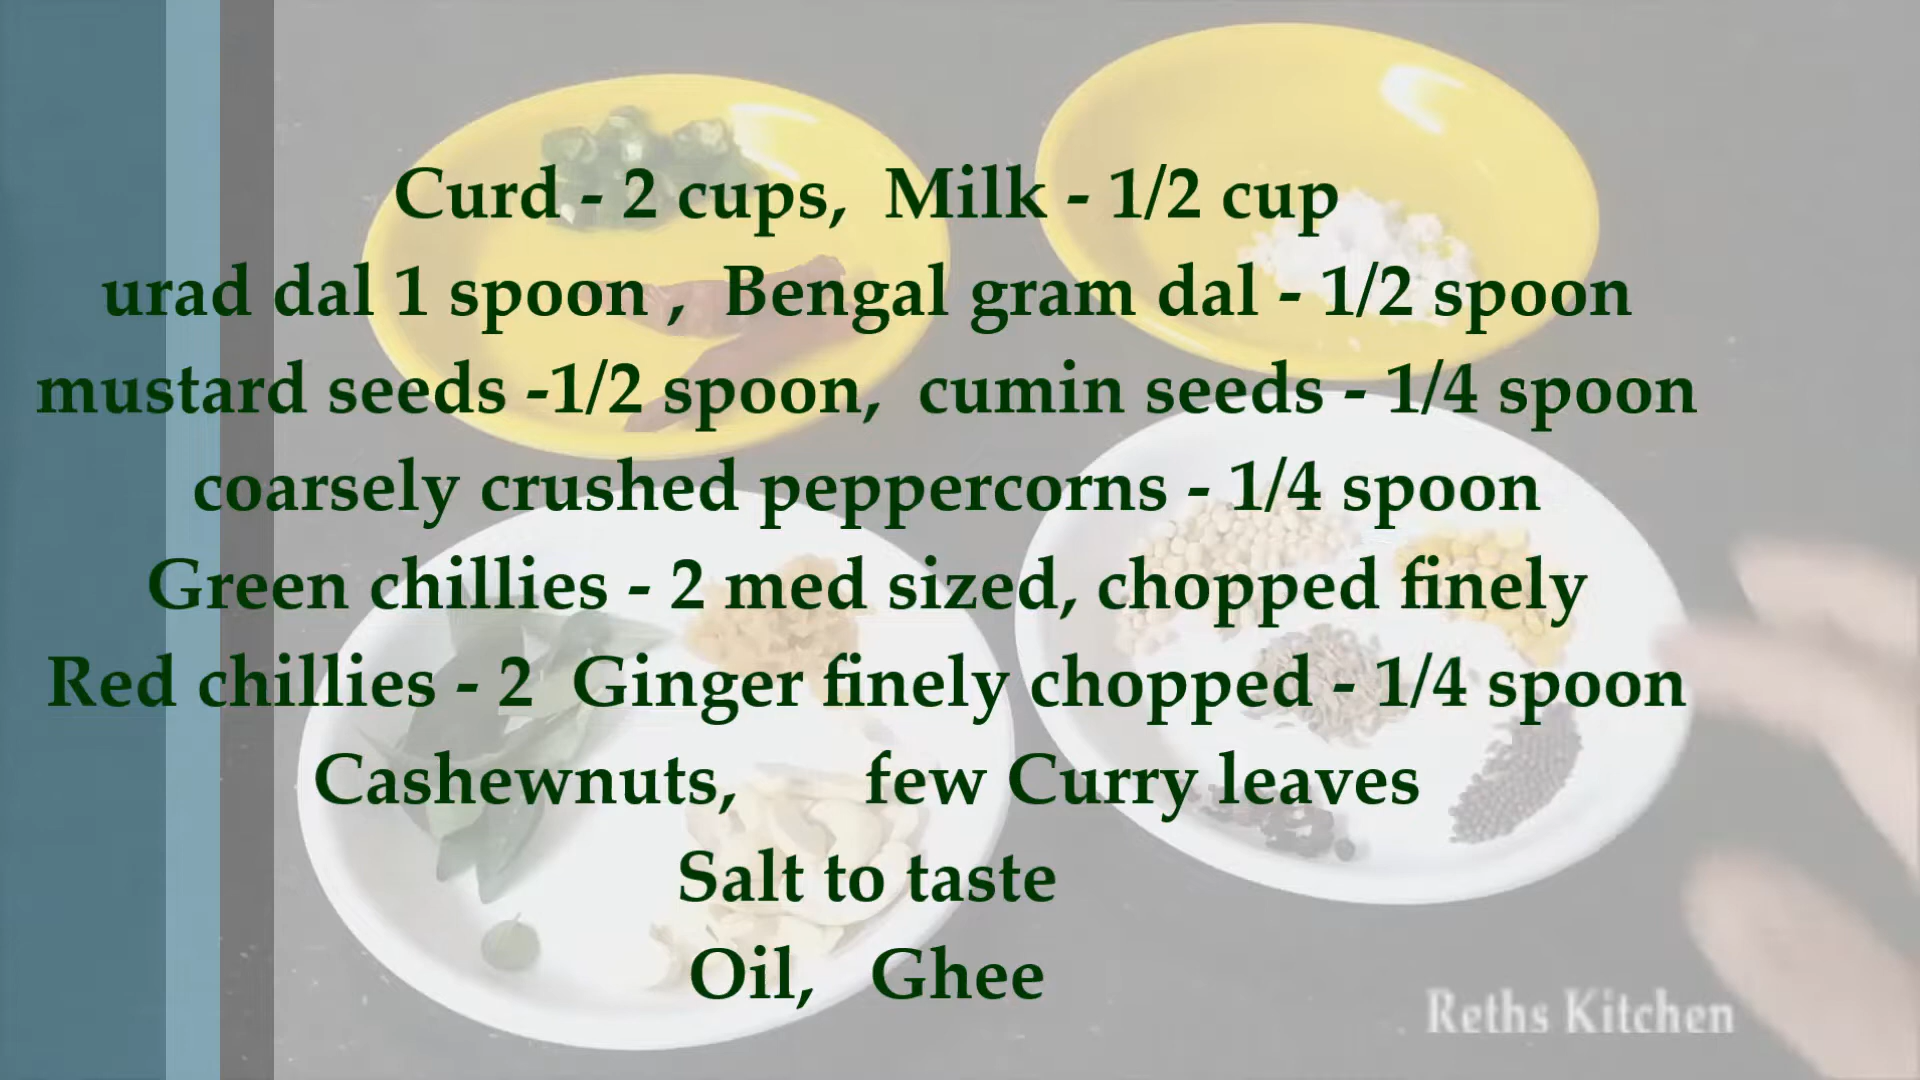 Curd - 2 cups, Milk - 1/2 cup
urad dal 1 spoon , Bengal gram dal - 1/2 spoon
mustard seeds -1/2 spoon, cumin seeds - 1/4 spoon
coarsely crushed peppercorns - 1/4 spoon
Green chillies - 2 med sized, chopped finely
Red chillies - 2 Ginger finely chopped - 1/4 spoon
Cashewnuts, few Curry leaves
Salt to taste
Oil, Ghee
Reths Kitchen